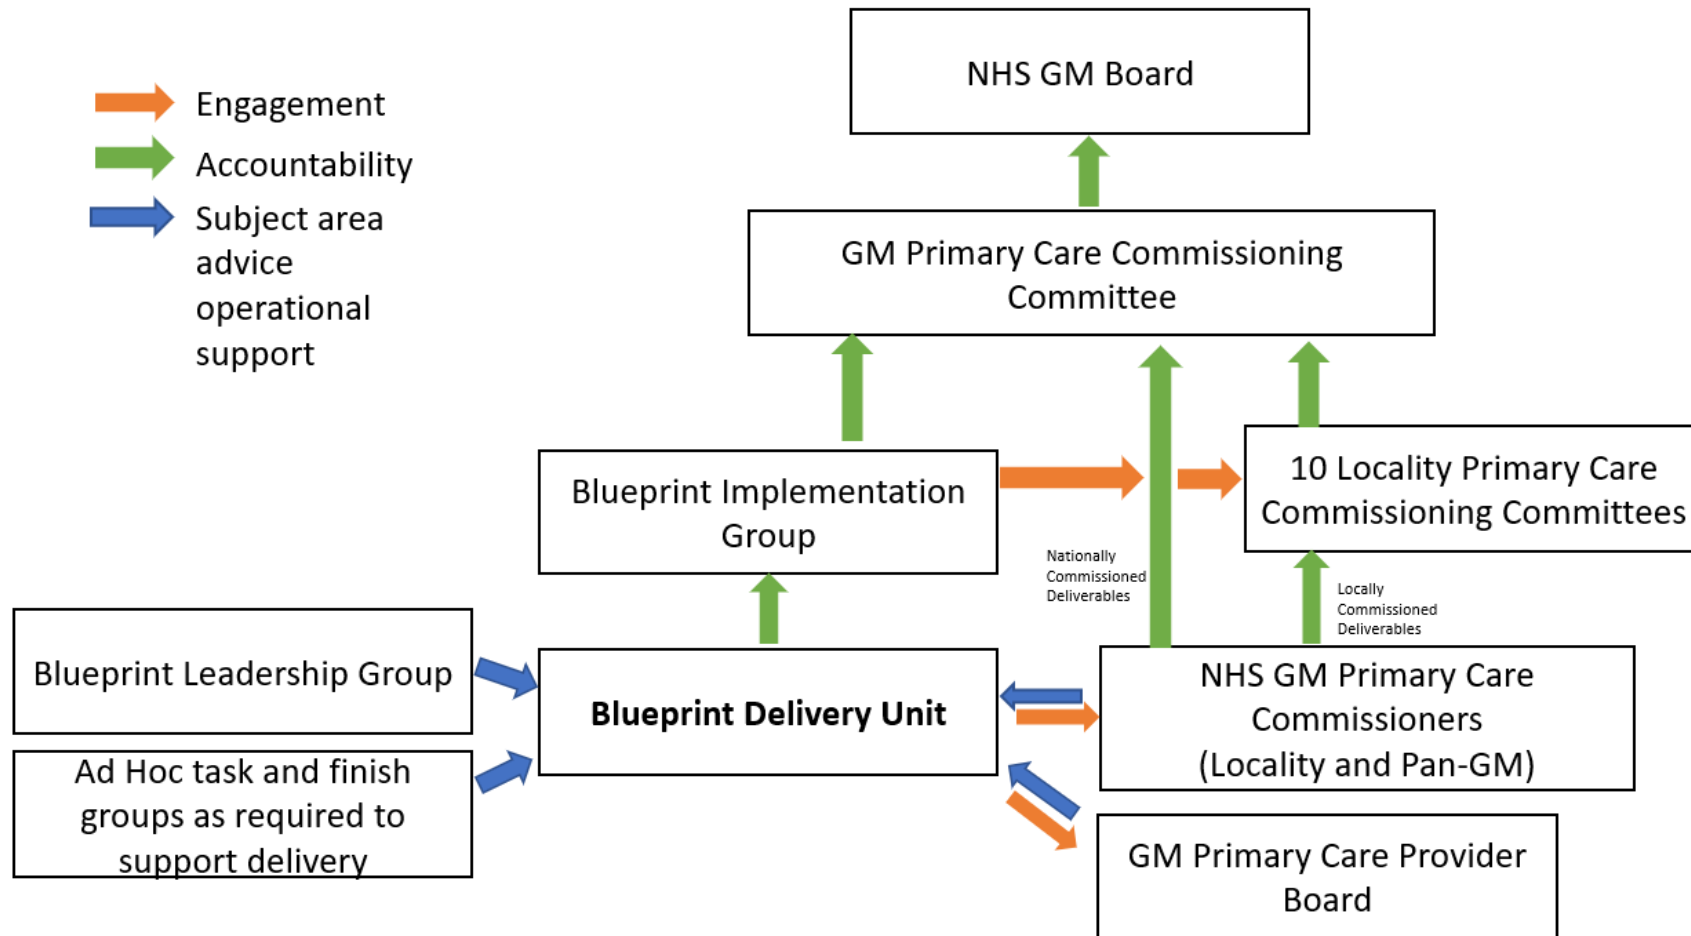 NHS GM Board
Engagement
Accountability
Subject area
advice
operational
support
GM Primary Care Commissioning
Committee
Blueprint Implementation
Group
10 Locality Primary Care
Commissioning Committees
Nationally
Commissioned
Deliverables
Locally
Commissioned
Deliverables
Blueprint Leadership Group
Blueprint Delivery Unit
NHS GM Primary Care
Commissioners
(Locality and Pan-GM)
Ad Hoc task and finish
groups as required to
support delivery
GM Primary Care Provider
Board